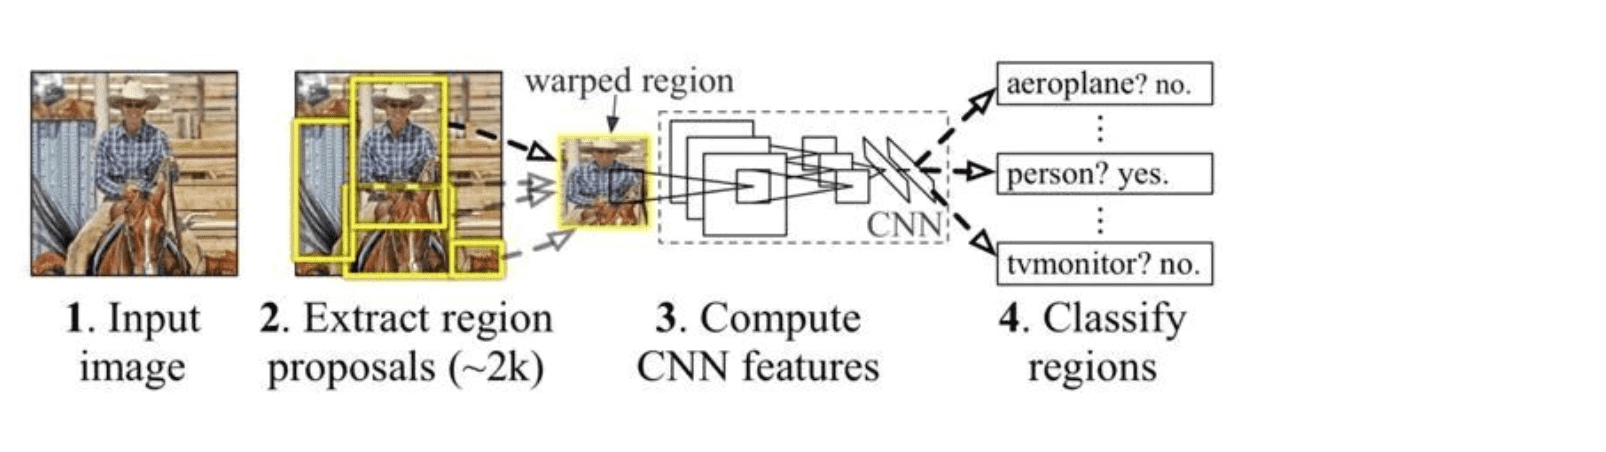 warped region
aeroplane? no.
person? yes.
CNN
tvmonitor? no.
1. Input
image
2. Extract region
proposals (~2k)
3. Compute
CNN features
4. Classify
regions